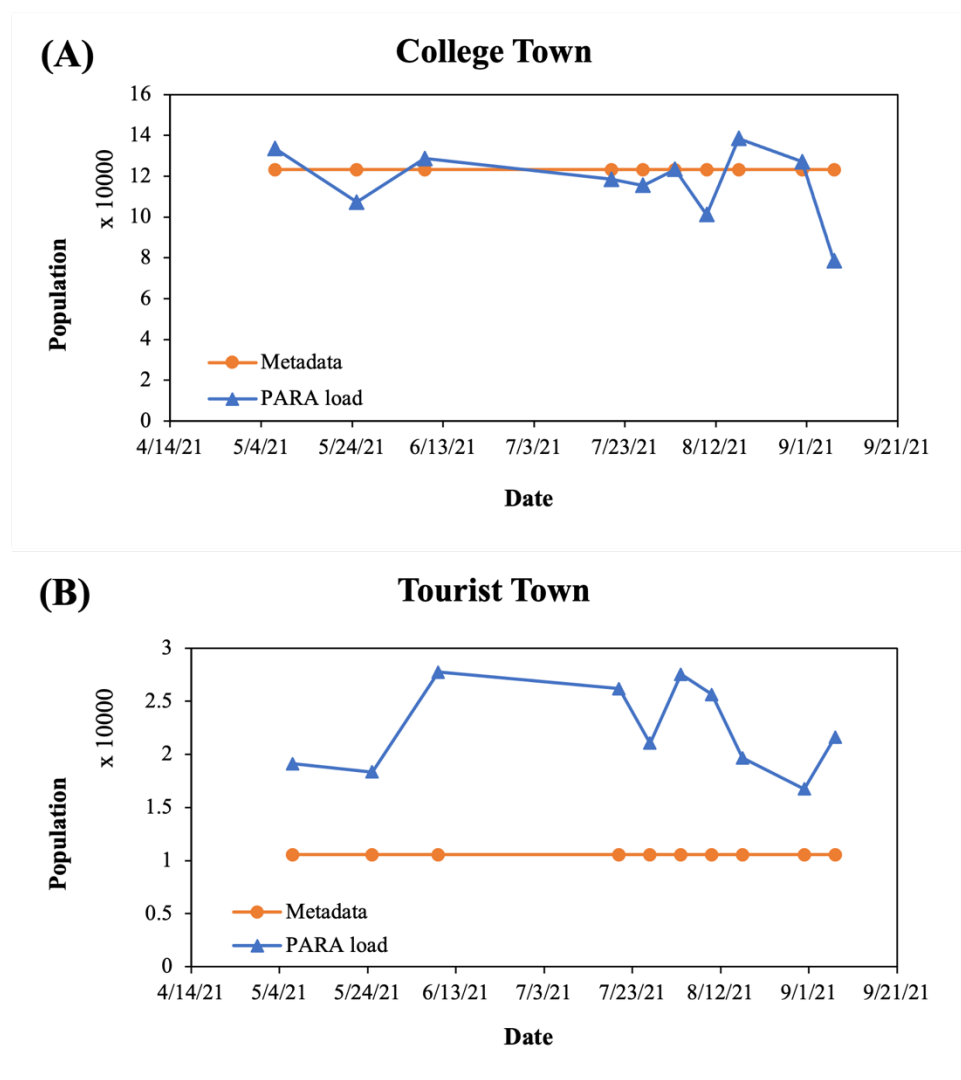 (A)
College Town
16
14
12
10
8
6
4
2
0
x 10000
Population
Metadata
PARA load
4/14/21 5/4/21 5/24/21 6/13/21 7/3/21 7/23/21 8/12/21 9/1/21 9/21/21
Date
(B)
Tourist Town
3
2.5
2
1.5
1
0.5
0
x 10000
Population
Metadata
PARA load
4/14/21 5/4/21 5/24/21 6/13/21 7/3/21 7/23/21 8/12/21 9/1/21 9/21/21
Date